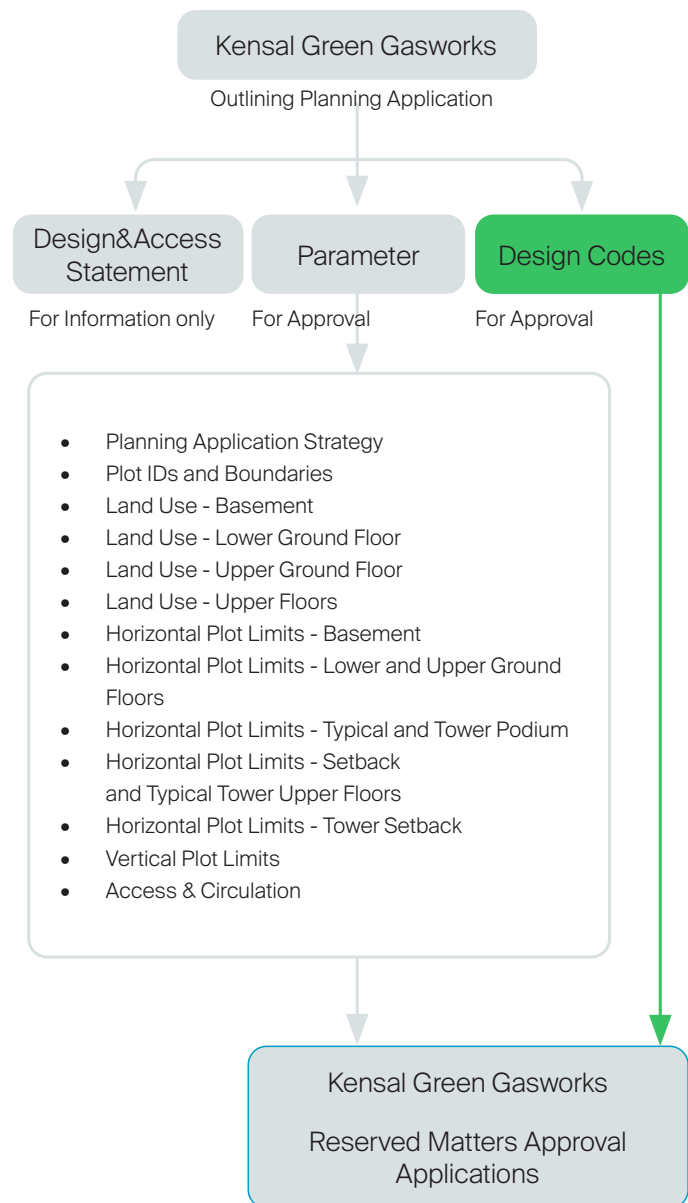 Kensal Green Gasworks
Outlining Planning Application
Design&Access
Statement
Parameter
Design Codes
For Information only
For Approval
For Approval
• Planning Application Strategy
• Plot IDs and Boundaries
• Land Use - Basement
• Land Use - Lower Ground Floor
• Land Use - Upper Ground Floor
• Land Use - Upper Floors
• Horizontal Plot Limits - Basement
• Horizontal Plot Limits - Lower and Upper Ground
Floors
• Horizontal Plot Limits - Typical and Tower Podium
• Horizontal Plot Limits - Setback
and Typical Tower Upper Floors
• Horizontal Plot Limits - Tower Setback
• Vertical Plot Limits
• Access & Circulation
Kensal Green Gasworks
Reserved Matters Approval
Applications